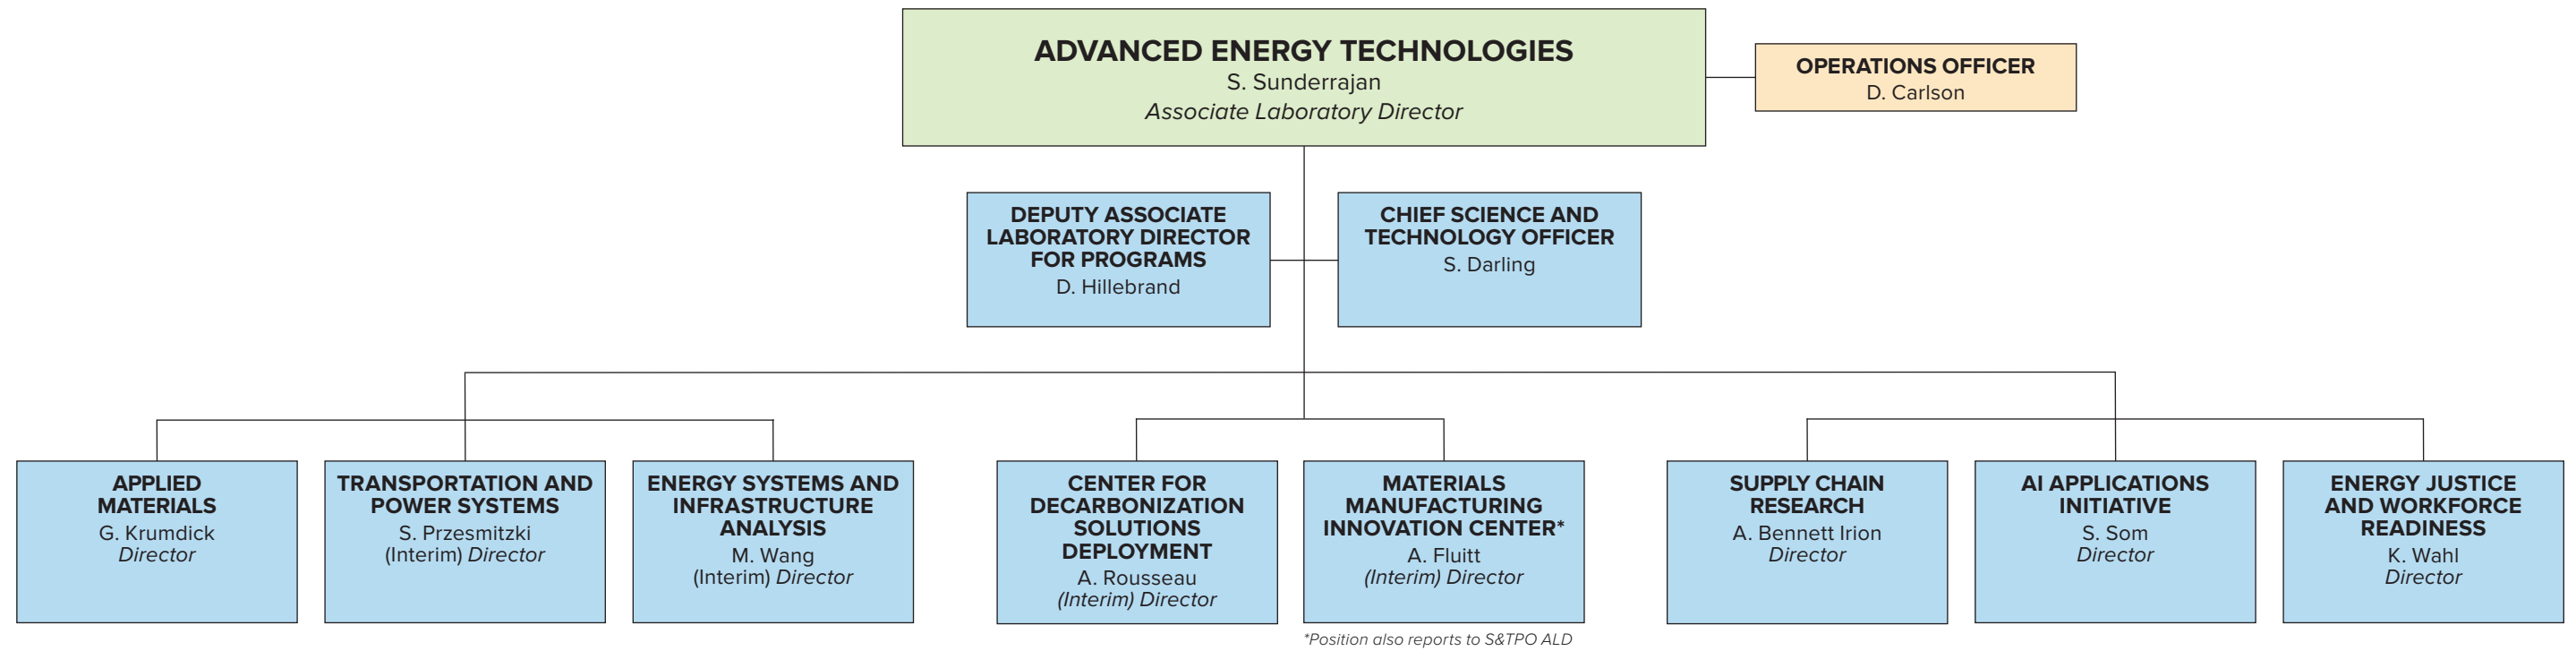 ADVANCED ENERGY TECHNOLOGIES
S. Sunderrajan
Associate Laboratory Director
OPERATIONS OFFICER
D. Carlson
DEPUTY ASSOCIATE
LABORATORY DIRECTOR
FOR PROGRAMS
D. Hillebrand
CHIEF SCIENCE AND
TECHNOLOGY OFFICER
S. Darling
APPLIED
MATERIALS
G. Krumdick
Director
TRANSPORTATION AND
POWER SYSTEMS
S. Przesmitzki
(Interim) Director
ENERGY SYSTEMS AND
INFRASTRUCTURE
ANALYSIS
M. Wang
(Interim) Director
CENTER FOR
DECARBONIZATION
SOLUTIONS
DEPLOYMENT
A. Rousseau
(Interim) Director
MATERIALS
MANUFACTURING
INNOVATION CENTER*
A. Fluitt
(Interim) Director
*Position also reports to S&TPO ALD
SUPPLY CHAIN
RESEARCH
A. Bennett Irion
Director
AI APPLICATIONS
INITIATIVE
S. Som
Director
ENERGY JUSTICE
AND WORKFORCE
READINESS
K. Wahl
Director